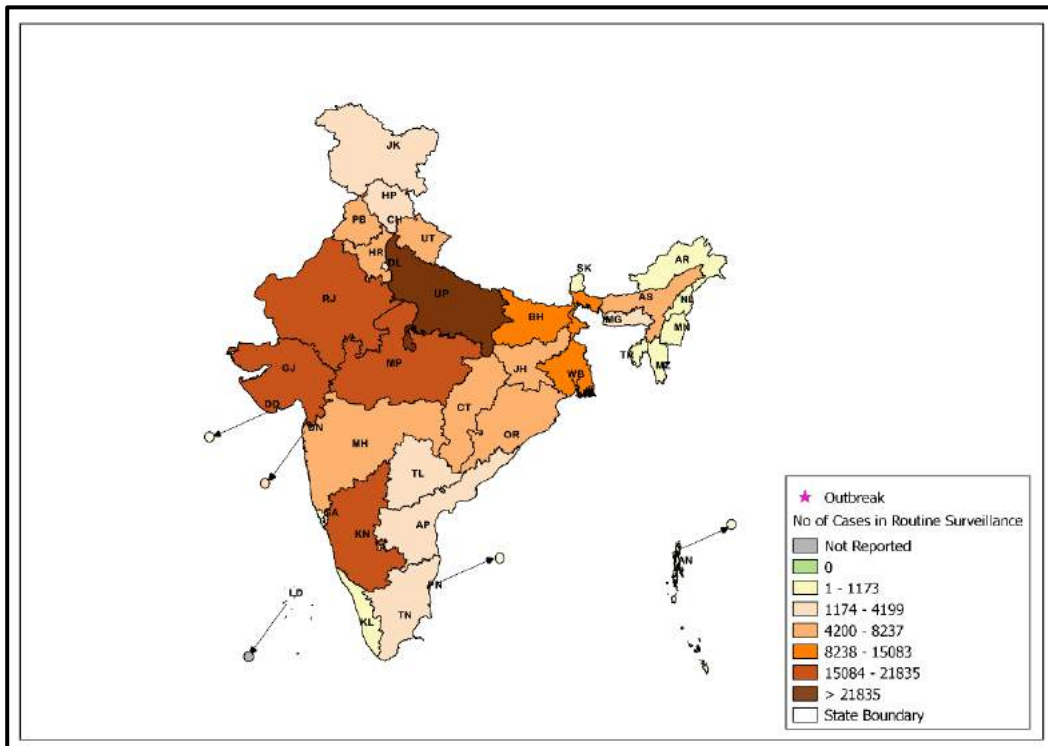 JK
HP
CH
PB
UT
HR
DL
RJ
UP
SK
AR
AS
NL
BH
MG
MN
TR
MZ
GJ
MP
JH
WB
DD
DN
CT
MH
OR
TL
GA
KN
AP
PN
AN
LD
KL
TN
Outbreak
No of Cases in Routine Surveillance
Not Reported
0
1 - 1173
1174 - 4199
4200 - 8237
8238 - 15083
15084 - 21835
> 21835
State Boundary